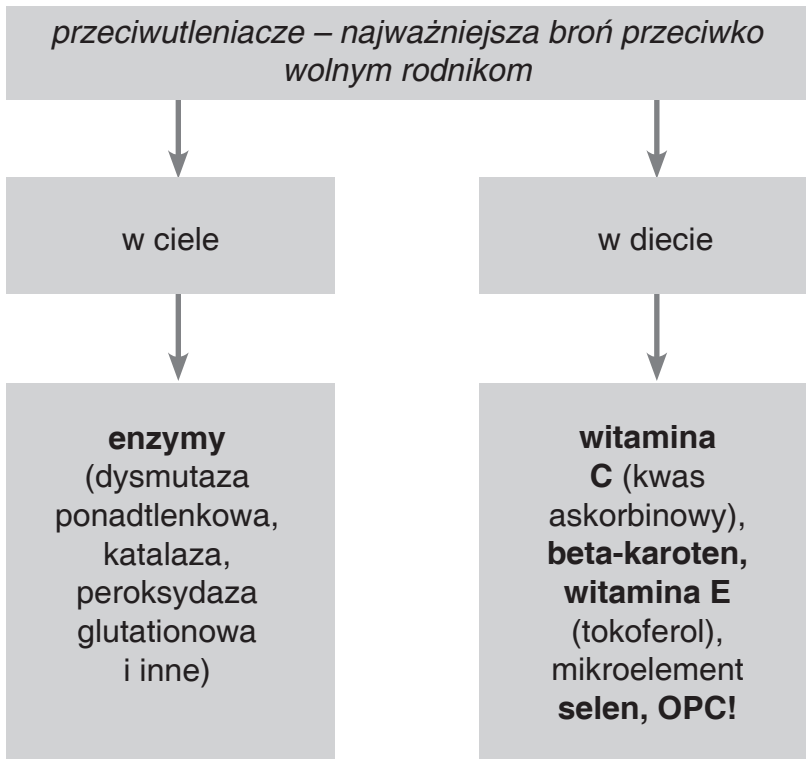 przeciwutleniacze – najważniejsza broń przeciwko
wolnym rodnikom
w ciele
w diecie
enzymy
(dysmutaza
ponadtlenkowa,
katalaza,
peroksydaza
glutationowa
i inne)
witamina
C (kwas
askorbinowy),
beta-karoten,
witamina E
(tokoferol),
mikroelement
selen, OPC!